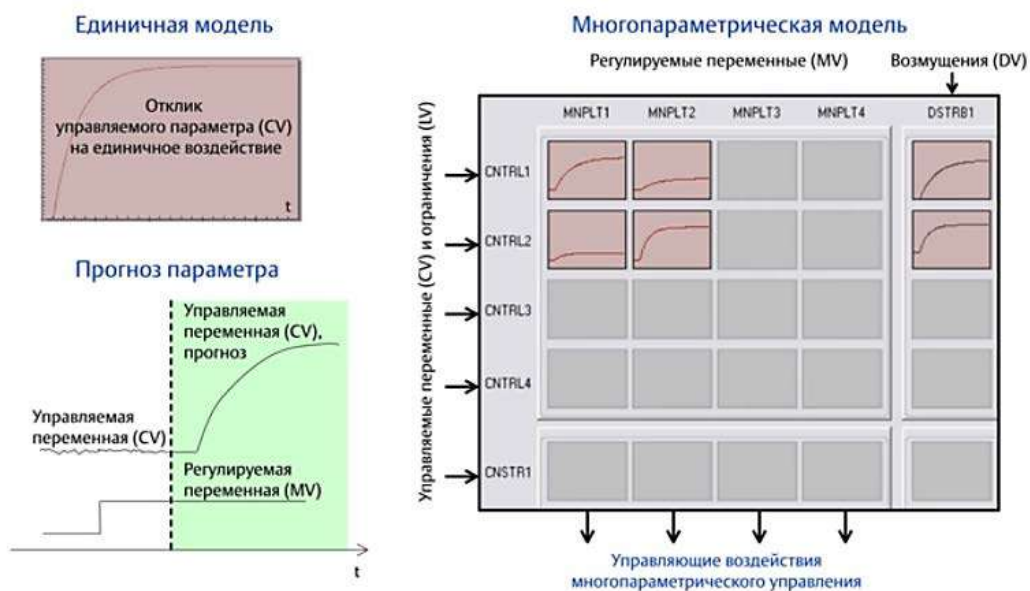 Единичная модель
Отклик
управляемого параметра (CV)
на единичное воздействие
t
Прогноз параметра
Управляемая
переменная (CV),
прогноз
Управляемая
переменная (CV)
Регулируемая
переменная (MV)
t
Многопараметрическая модель
Регулируемые переменные (MV)
Возмущения (DV)
Управляемые переменные (CV) и ограничения (LV)
MNPLT1 MNPLT2 MNPLT3 MNPLT4 DSTRB1
CNTRL1
CNTRL2
CNTRL3
CNTRL4
CNSTR1
Управляющие воздействия
многопараметрического управления